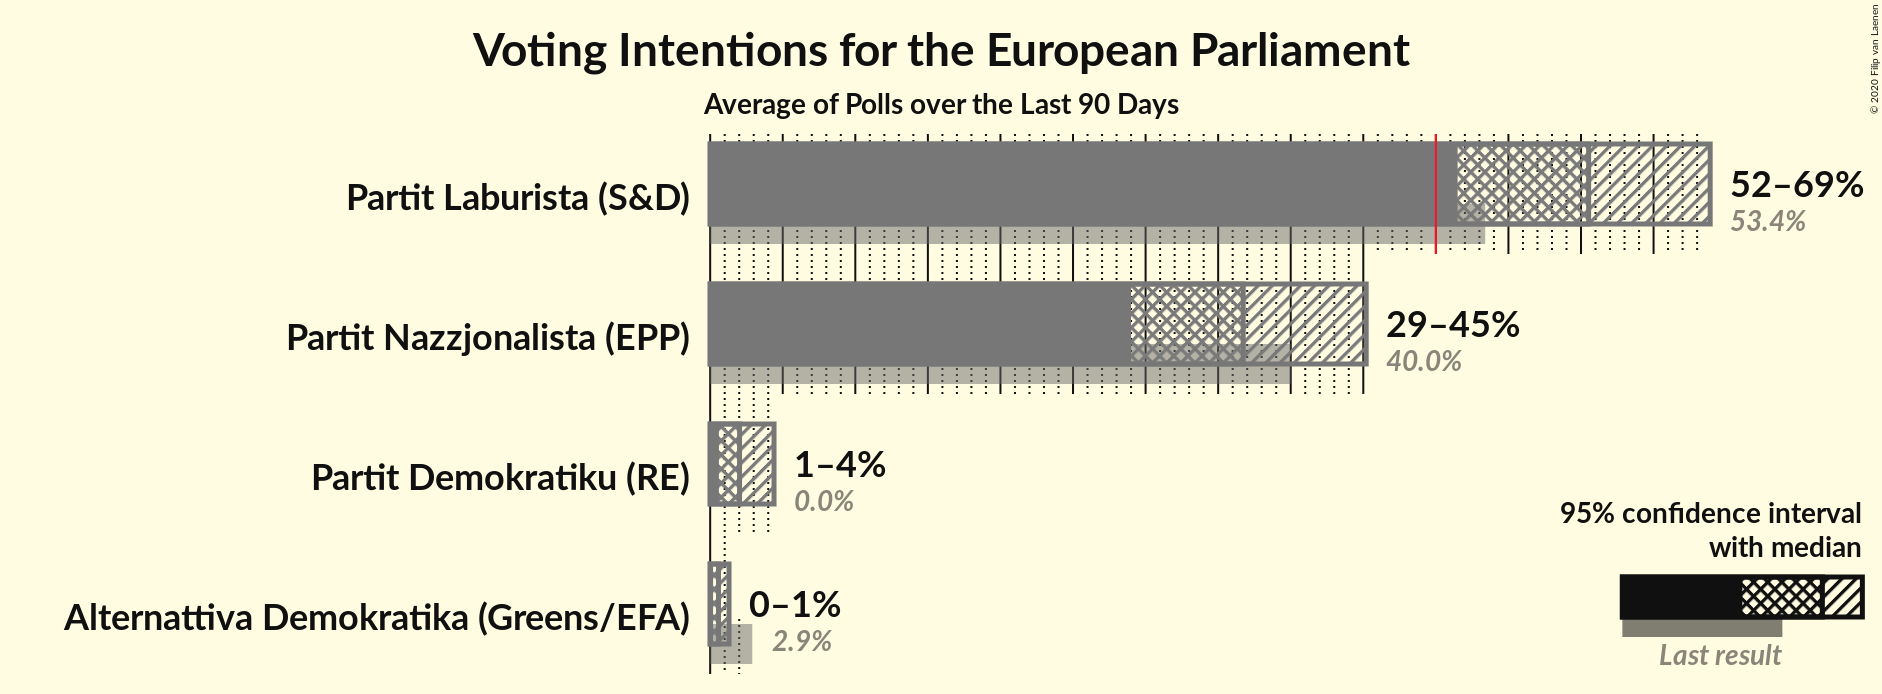 Voting Intentions for the European Parliament
Average of Polls over the Last 90 Days
© 2020 Filip van Laenen
Partit Laburista (S&D)
52–69%
53.4%
Partit Nazzjonalista (EPP)
29–45%
40.0%
Partit Demokratiku (RE)
1–4%
0.0%
Alternattiva Demokratika (Greens/EFA)
0–1%
2.9%
95% confidence interval
with median
Last result